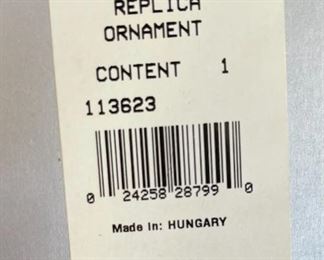 REPLICA
ORNAMENT
CONTENT 1
113623
0 24258 28799 0
Made in: HUNGARY